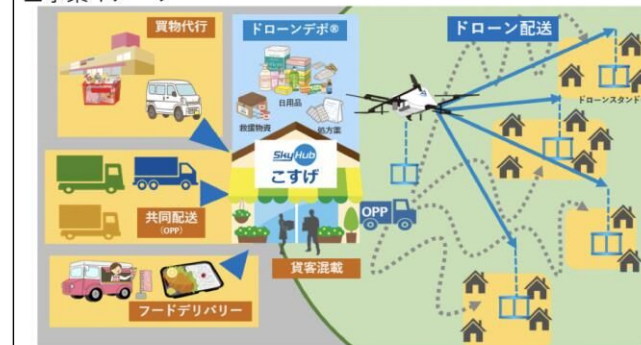 買物代行
ドローンデポ®
ドローン配送
日用品
救援物資
処方薬
ドローンスタンド
SkyHub
こすげ
共同配送
(OPP)
OPP
貨客混載
フードデリバリー